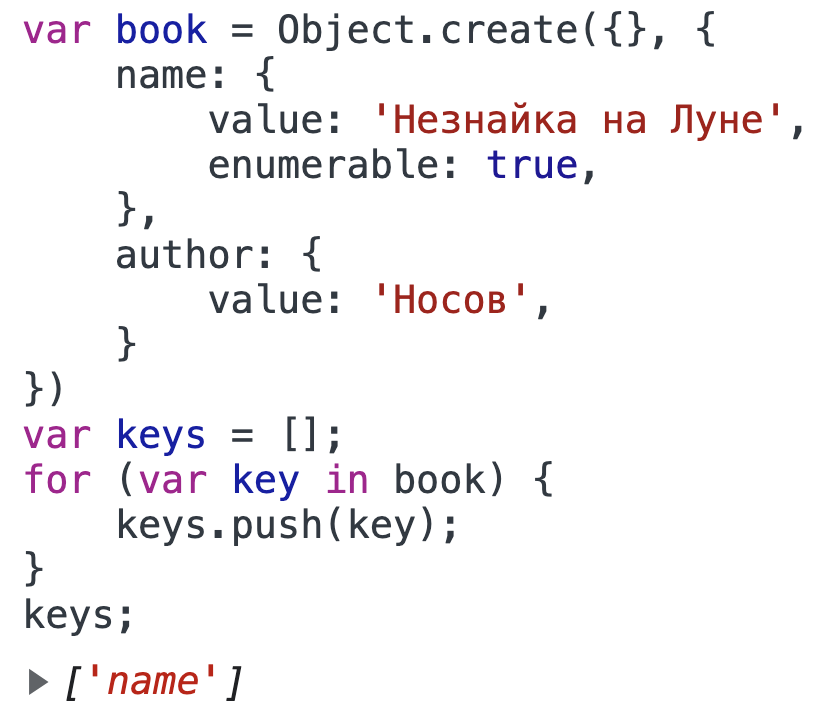 var book = Object.create({}, {
    name: {
        value: 'Незнайка на Луне',
        enumerable: true,
    },
    author: {
        value: 'Носов',
    }
})
var keys = [];
for (var key in book) {
    keys.push(key);
}
keys;
▶ ['name']